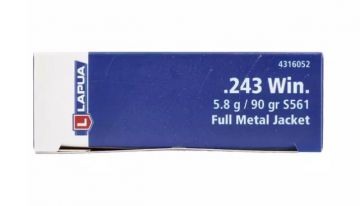 4316052
.243 Win.
5.8 g / 90 gr S561
Full Metal Jacket
L LAPUA